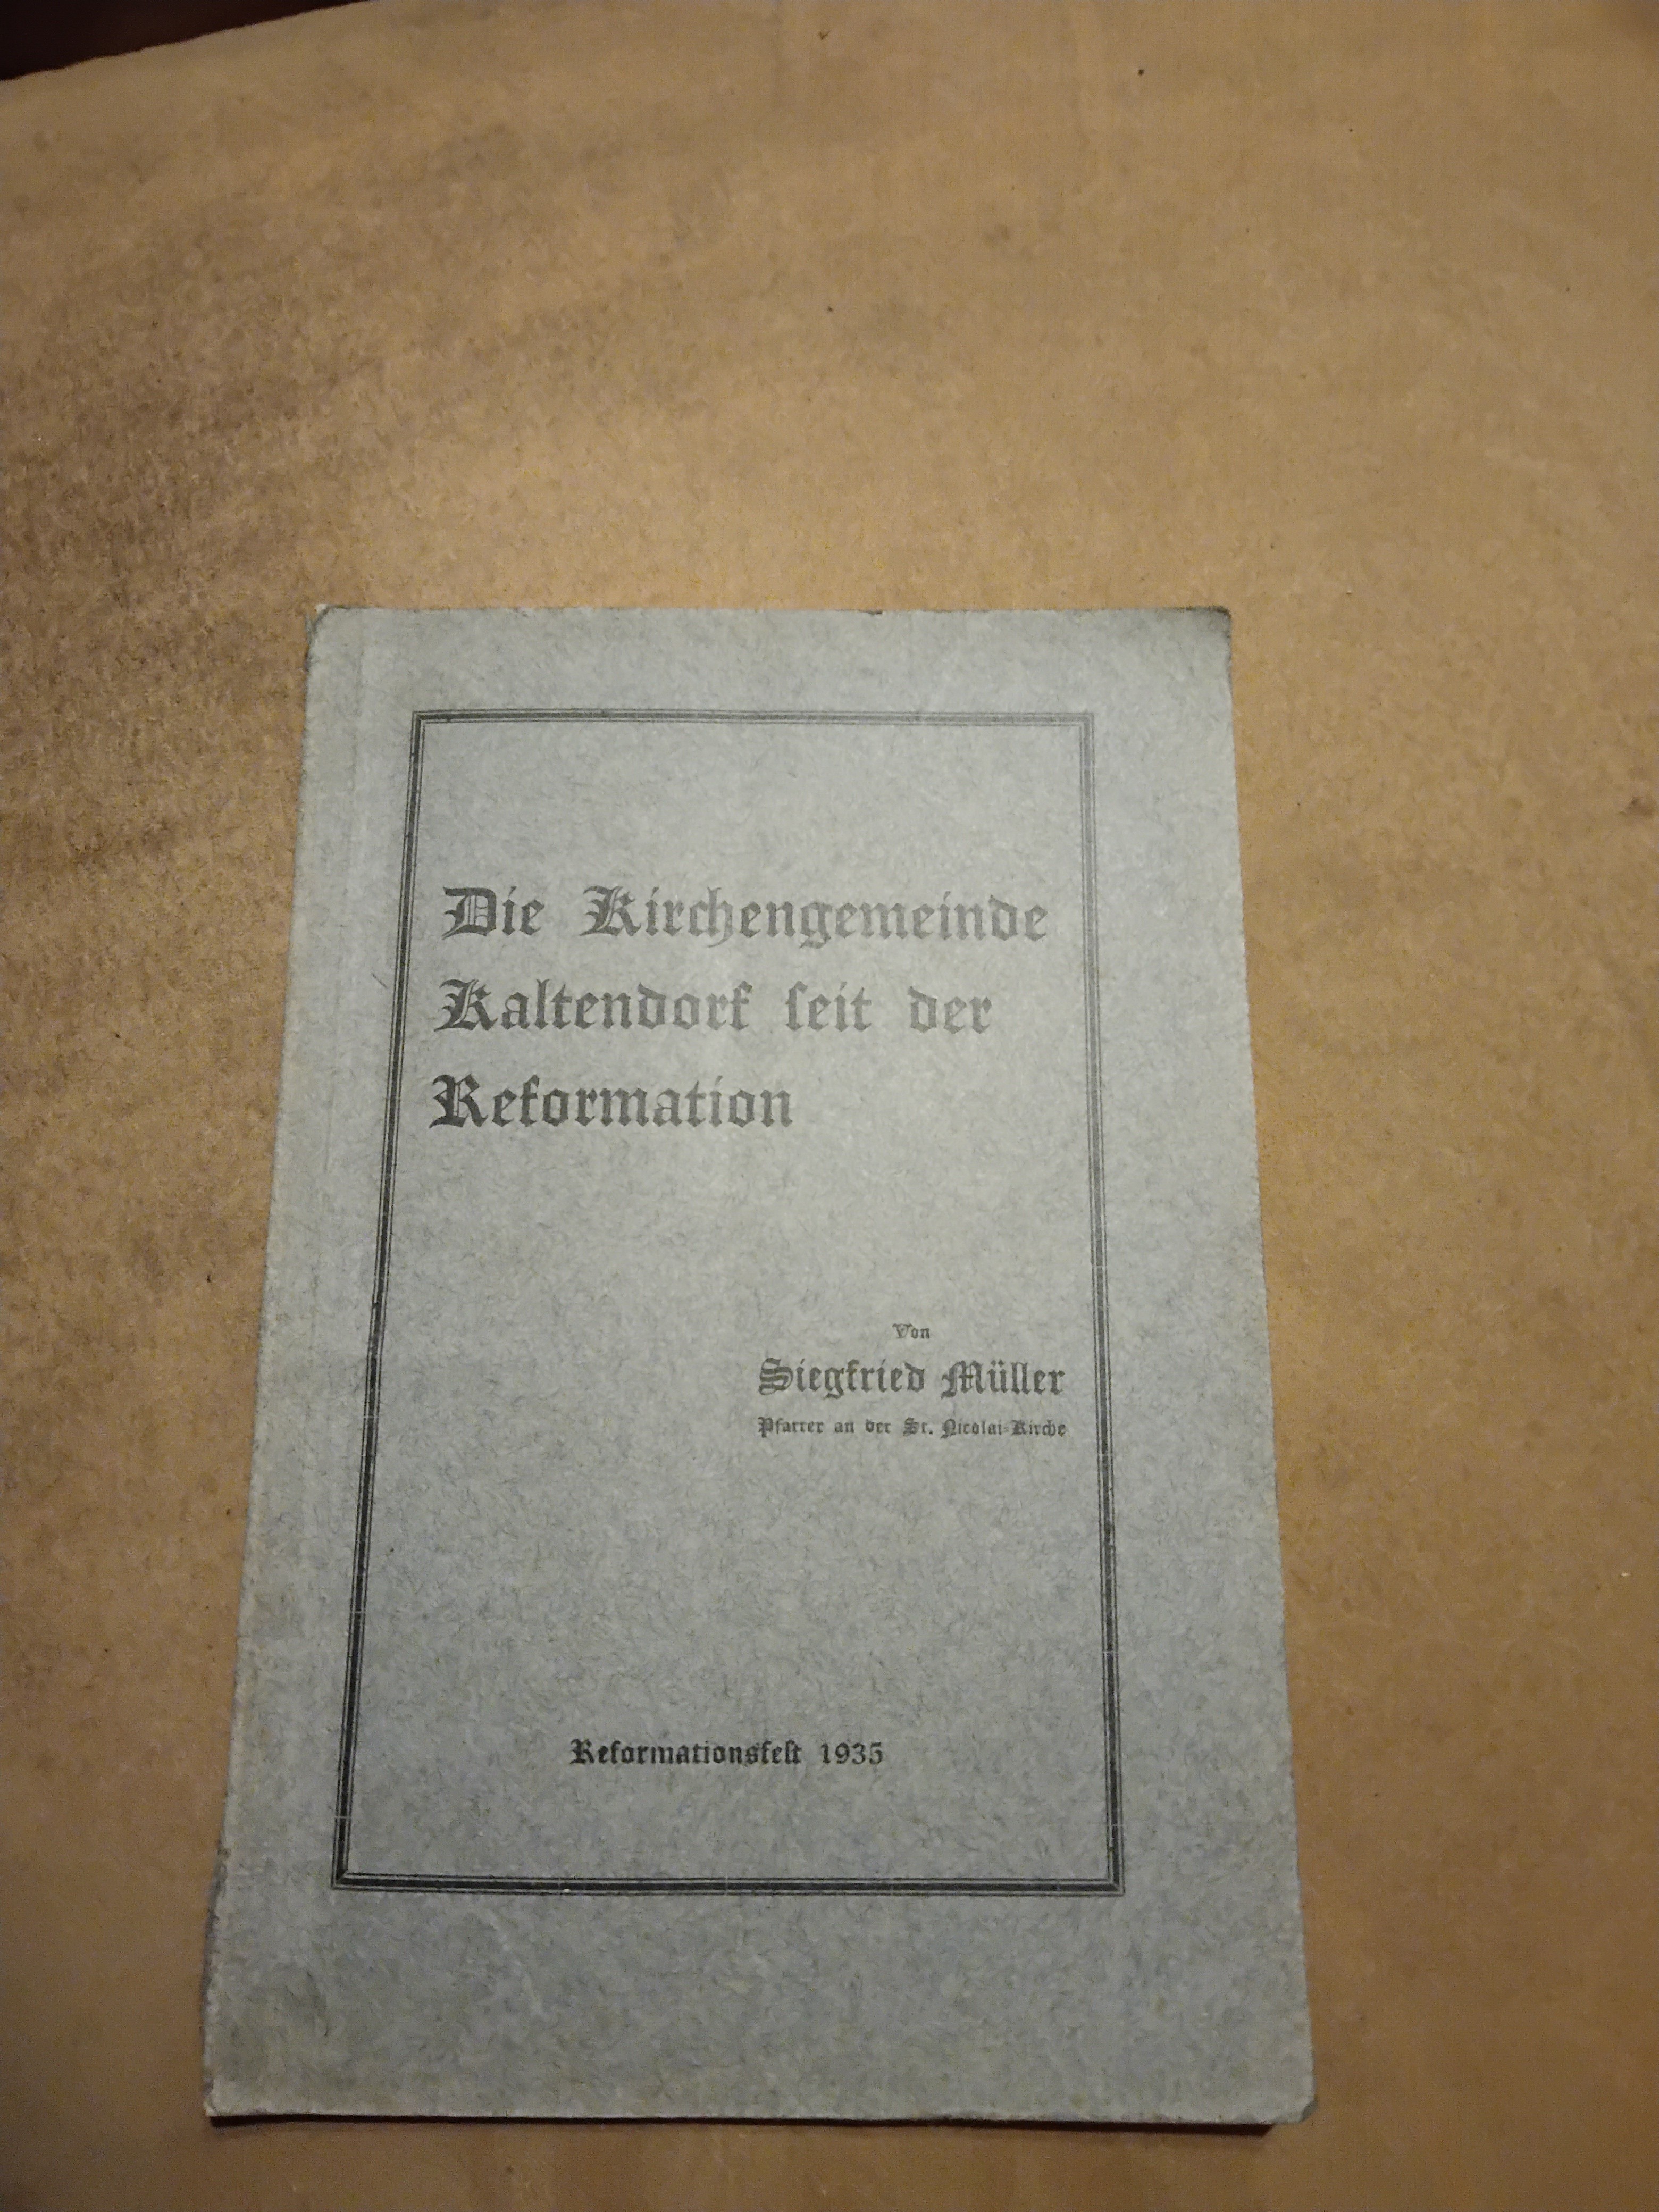 Die Kirchengemeinde
Kaltendorf ſeit der
Reformation
Von
Siegfried Müller
Pfarrer an der St. Nicolai-Kirche
Reformationsfeſt 1935